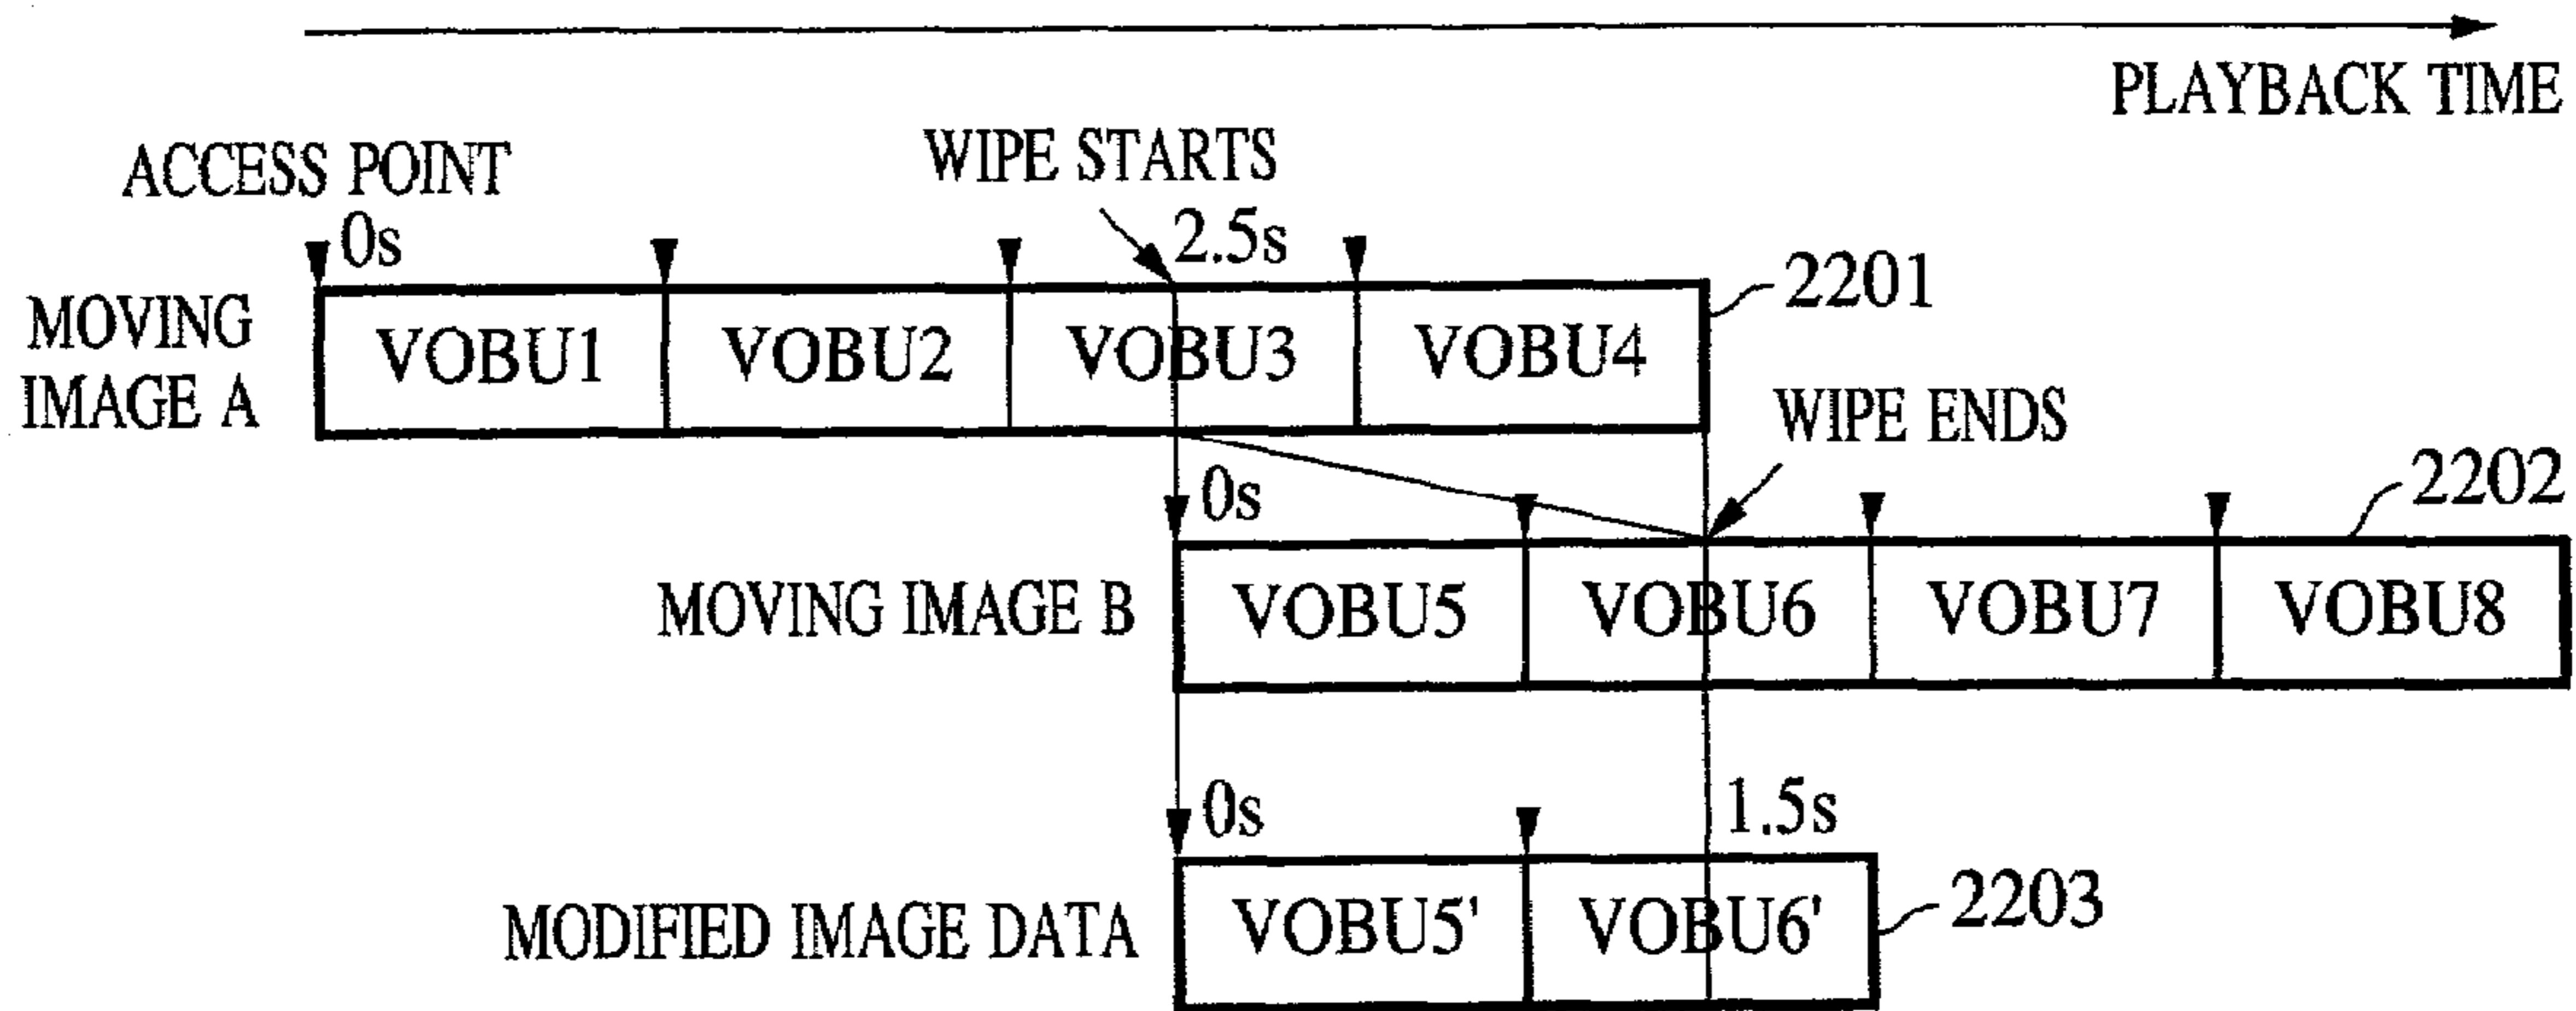 PLAYBACK TIME
ACCESS POINT
WIPE STARTS
0s
2.5s
MOVING
IMAGE A
VOBU1
VOBU2
VOBU3
VOBU4
2201
WIPE ENDS
0s
2202
MOVING IMAGE B
VOBU5
VOBU6
VOBU7
VOBU8
0s
1.5s
MODIFIED IMAGE DATA
VOBU5'
VOBU6'
2203